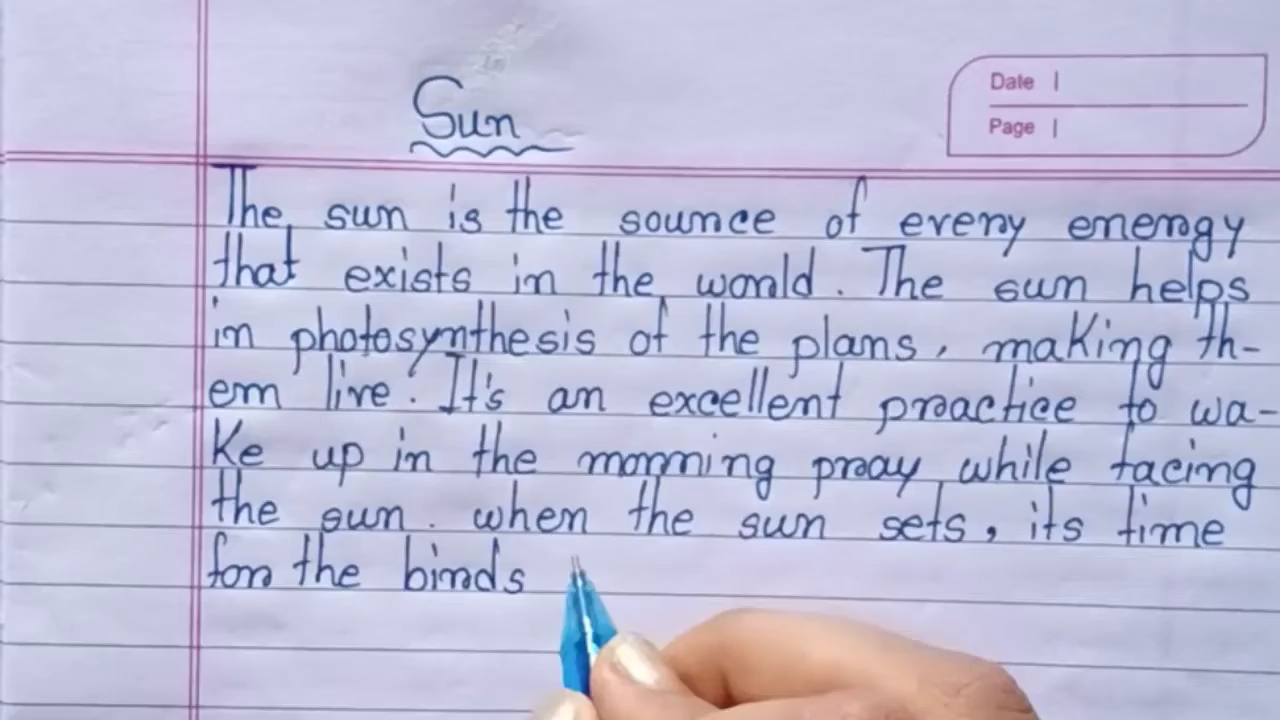 Sun
Date |
Page |
The sun is the source of every energy
that exists in the world. The sun helps
in photosynthesis of the plans, making th-
em live. It's an excellent practice to wa-
ke up in the morning pray while facing
the sun. when the sun sets, its time
for the birds